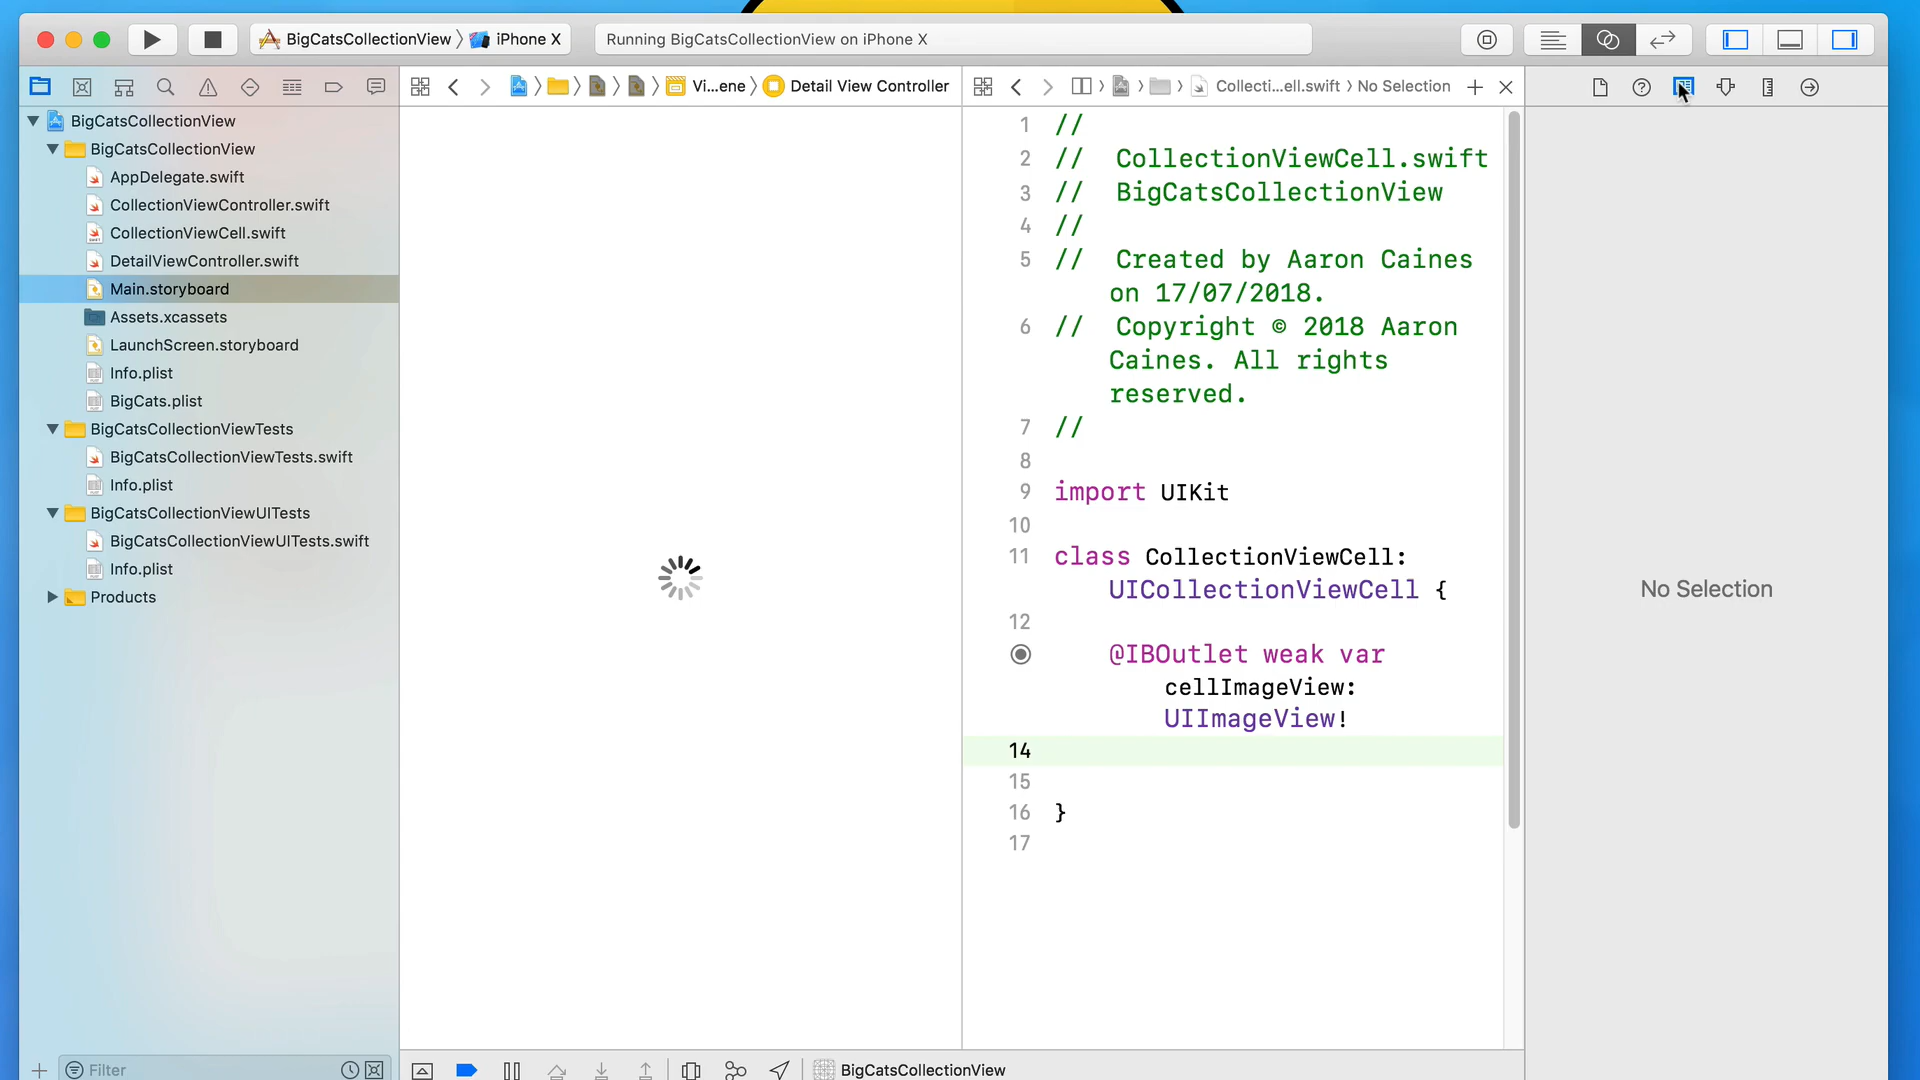 BigCatsCollectionView iPhone X
Running BigCatsCollectionView on iPhone X
Vi...ene Detail View Controller
Collecti...ell.swift No Selection
BigCatsCollectionView
BigCatsCollectionView
AppDelegate.swift
CollectionViewController.swift
CollectionViewCell.swift
DetailViewController.swift
Main.storyboard
Assets.xcassets
LaunchScreen.storyboard
Info.plist
BigCats.plist
BigCatsCollectionViewTests
BigCatsCollectionViewTests.swift
Info.plist
BigCatsCollectionViewUITests
BigCatsCollectionViewUITests.swift
Info.plist
Products
Filter
1 //
2 // CollectionViewCell.swift
3 // BigCatsCollectionView
4 //
5 // Created by Aaron Caines
on 17/07/2018.
6 // Copyright © 2018 Aaron
Caines. All rights
reserved.
7 //
8
9 import UIKit
10
11 class CollectionViewCell:
UICollectionViewCell {
12
@IBOutlet weak var
cellImageView:
UIImageView!
14
15
16 }
17
No Selection
BigCatsCollectionView